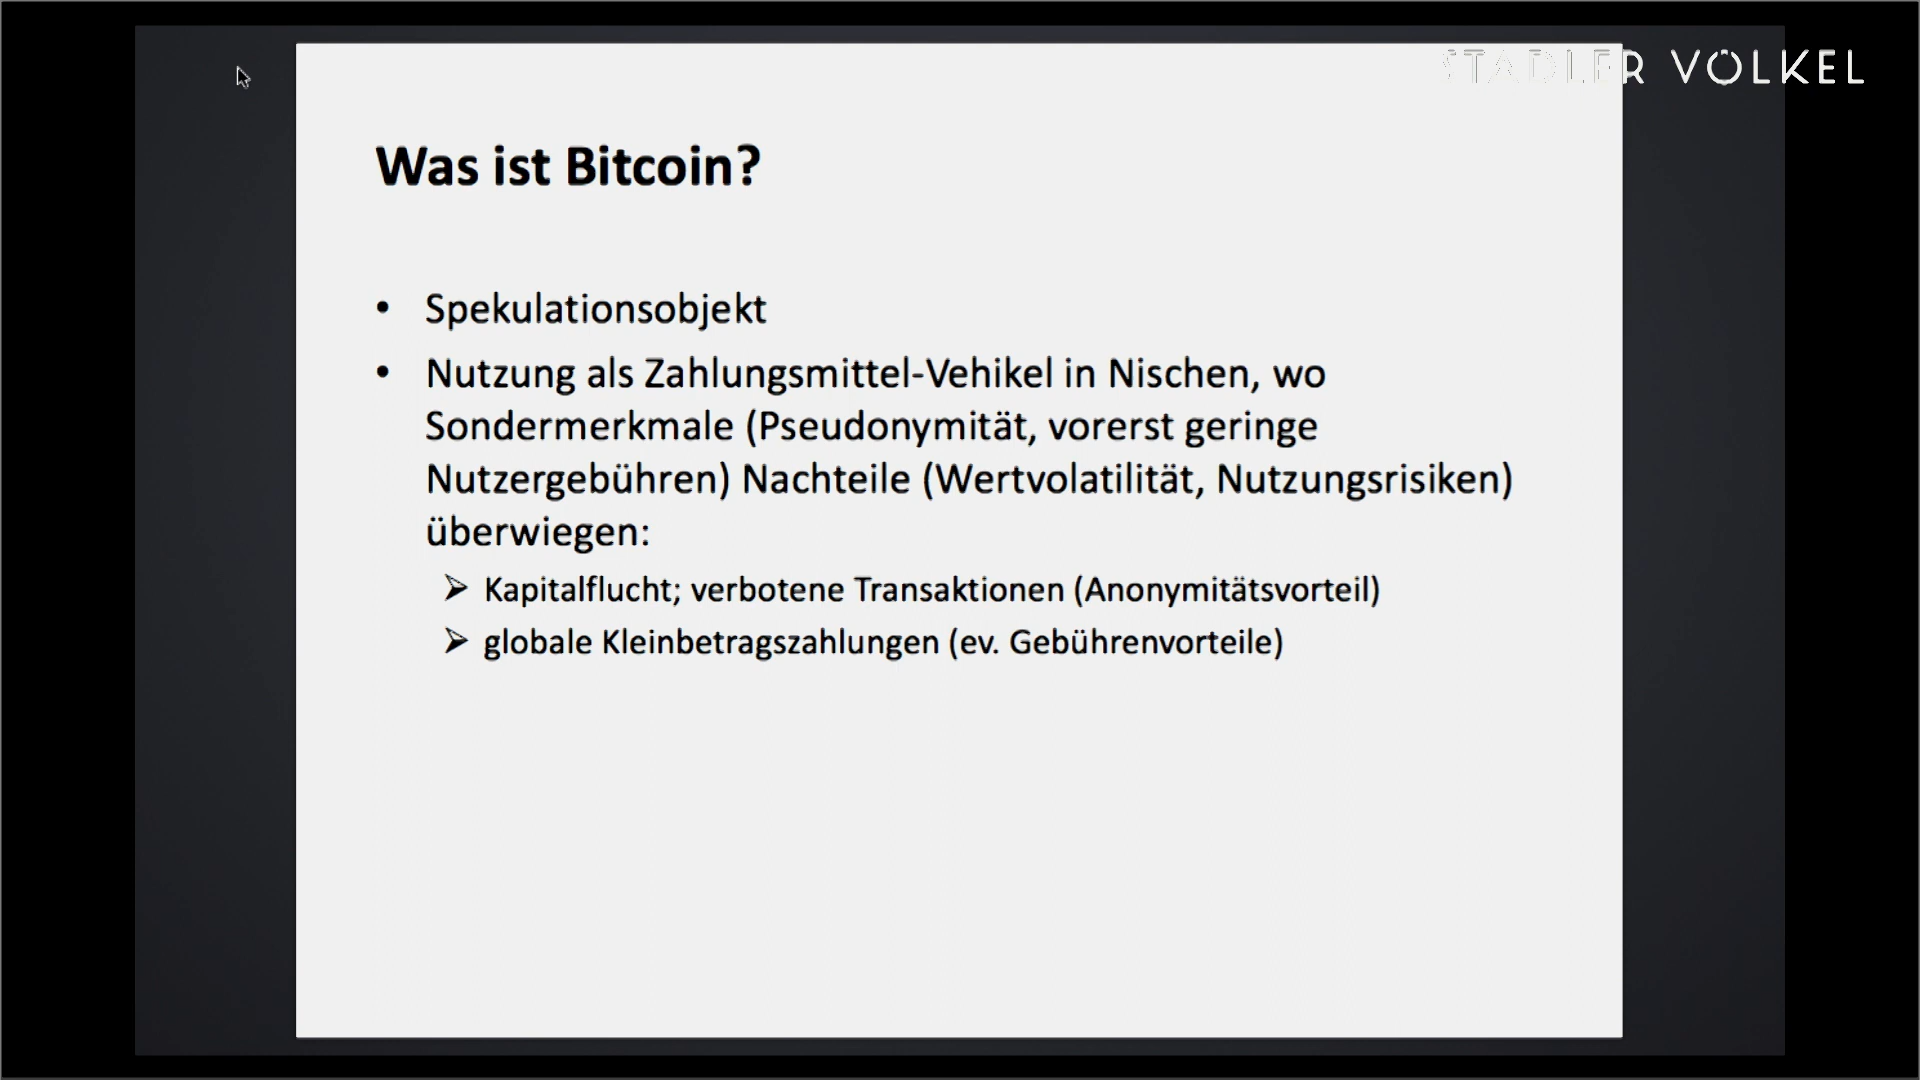 STADLER VÖLKEL
Was ist Bitcoin?
• Spekulationsobjekt
• Nutzung als Zahlungsmittel-Vehikel in Nischen, wo
Sondermerkmale (Pseudonymität, vorerst geringe
Nutzergebühren) Nachteile (Wertvolatilität, Nutzungsrisiken)
überwiegen:
➢ Kapitalflucht; verbotene Transaktionen (Anonymitätsvorteil)
➢ globale Kleinbetragszahlungen (ev. Gebührenvorteile)